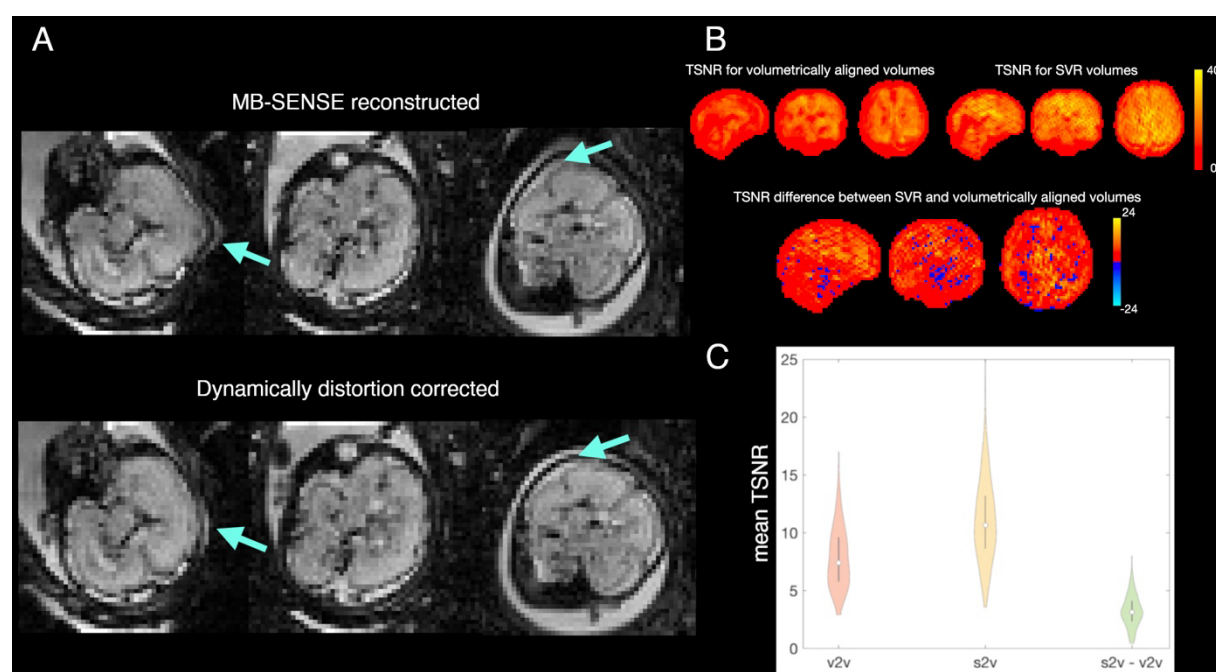 A
MB-SENSE reconstructed
Dynamically distortion corrected
B
TSNR for volumetrically aligned volumes
TSNR for SVR volumes
40
0
TSNR difference between SVR and volumetrically aligned volumes
24
-24
C
mean TSNR
25
20
15
10
5
0
v2v
s2v
s2v - v2v